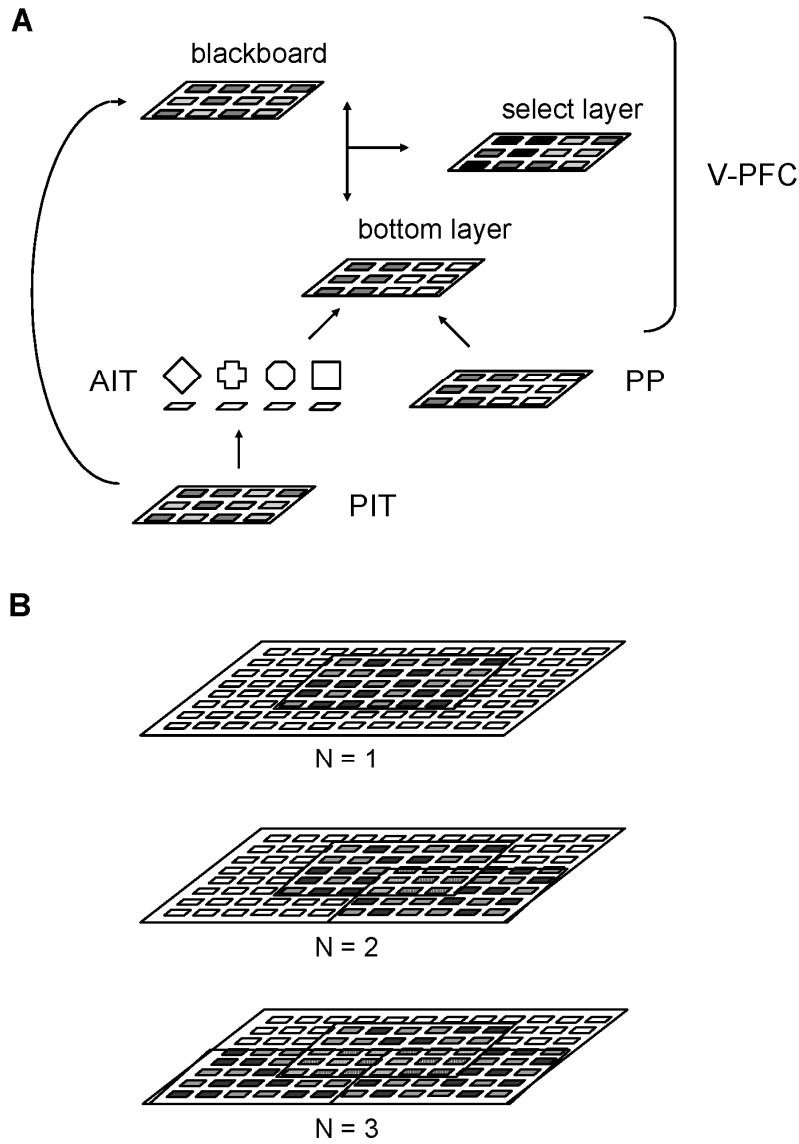 A
blackboard
select layer
V-PFC
bottom layer
AIT
PP
PIT
B
N = 1
N = 2
N = 3